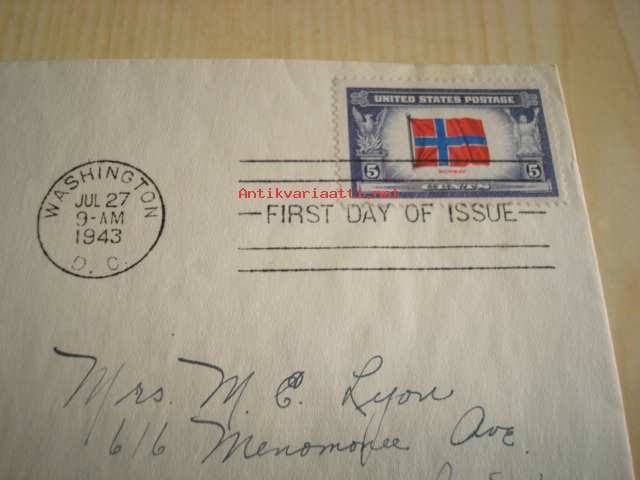 UNITED STATES POSTAGE
5 5
NORWAY
WASHINGTON
JUL 27
9-AM
1943
D. C.
Antikvariaatti.net
FIRST DAY OF ISSUE
Mrs. M. E. Lyon
616 Menomonee Ave.